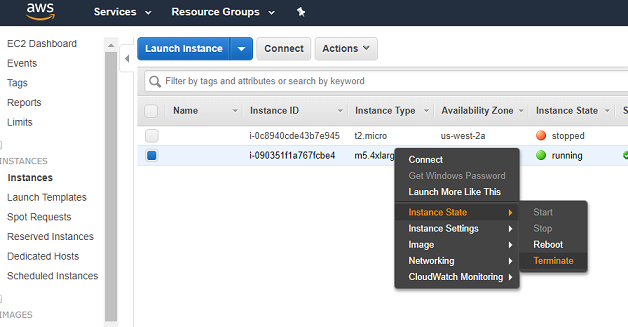 aws
Services
Resource Groups
EC2 Dashboard
Events
Tags
Reports
Limits
INSTANCES
Instances
Launch Templates
Spot Requests
Reserved Instances
Dedicated Hosts
Scheduled Instances
IMAGES
Launch Instance
Connect
Actions
Filter by tags and attributes or search by keyword
Name Instance ID Instance Type Availability Zone Instance State S
i-0c8940cde43b7e945 t2.micro us-west-2a stopped
i-090351f1a767fcbe4 m5.4xlarg running
Connect
Get Windows Password
Launch More Like This
Instance State
Instance Settings
Image
Networking
CloudWatch Monitoring
Start
Stop
Reboot
Terminate